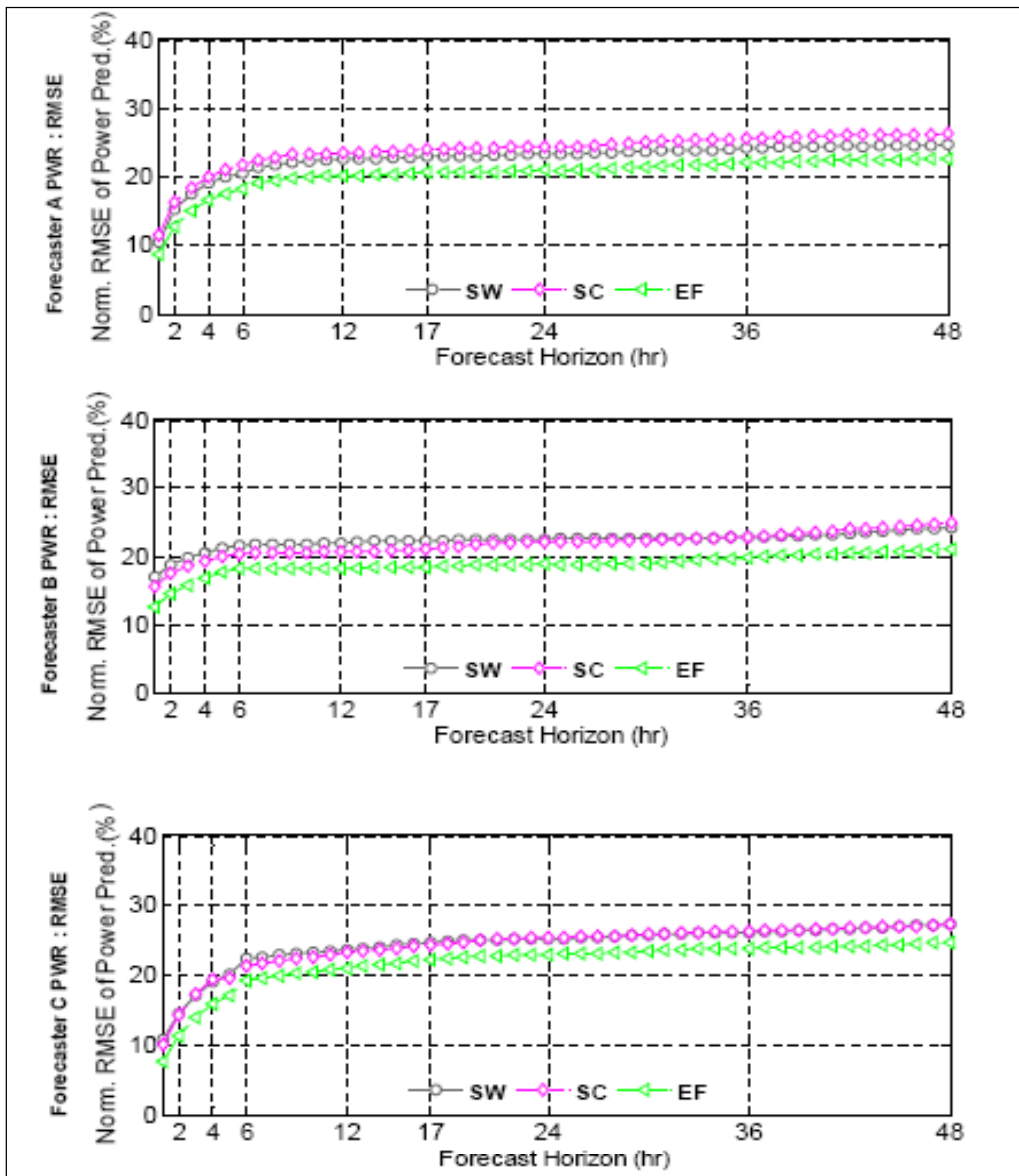 Forecaster A PWR : RMSE
Norm. RMSE of Power Pred.(%)
40
30
20
10
0
SW SC EF
2 4 6 12 17 24 36 48
Forecast Horizon (hr)
Forecaster B PWR : RMSE
Norm. RMSE of Power Pred.(%)
40
30
20
10
0
SW SC EF
2 4 6 12 17 24 36 48
Forecast Horizon (hr)
Forecaster C PWR : RMSE
Norm. RMSE of Power Pred.(%)
40
30
20
10
0
SW SC EF
2 4 6 12 17 24 36 48
Forecast Horizon (hr)